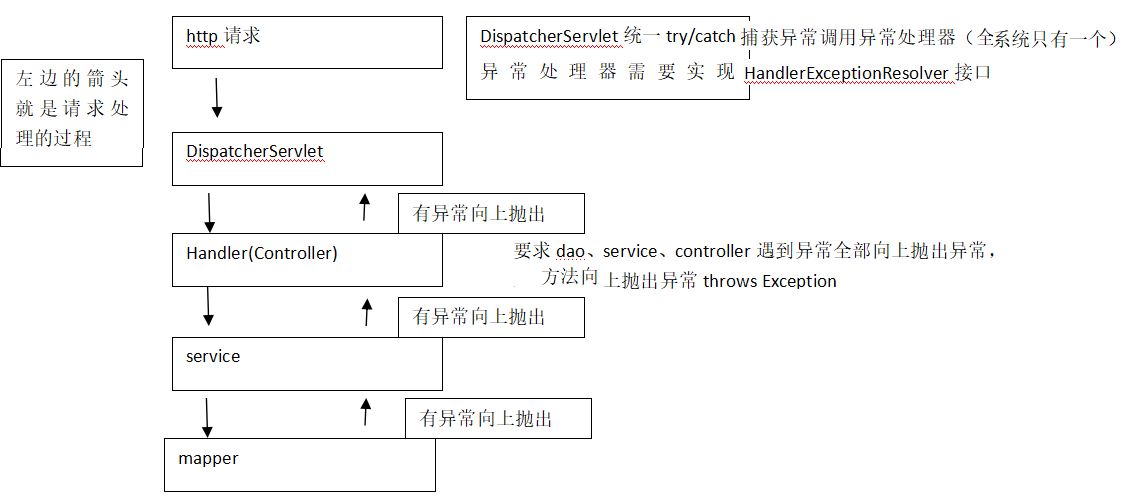 http 请求
DispatcherServlet 统一 try/catch 捕获异常调用异常处理器（全系统只有一个）
异常处理器需要实现 HandlerExceptionResolver 接口
左边的箭头
就是请求处
理的过程
DispatcherServlet
有异常向上抛出
Handler(Controller)
要求 dao、service、controller 遇到异常全部向上抛出异常，
方法向上抛出异常 throws Exception
有异常向上抛出
service
有异常向上抛出
mapper